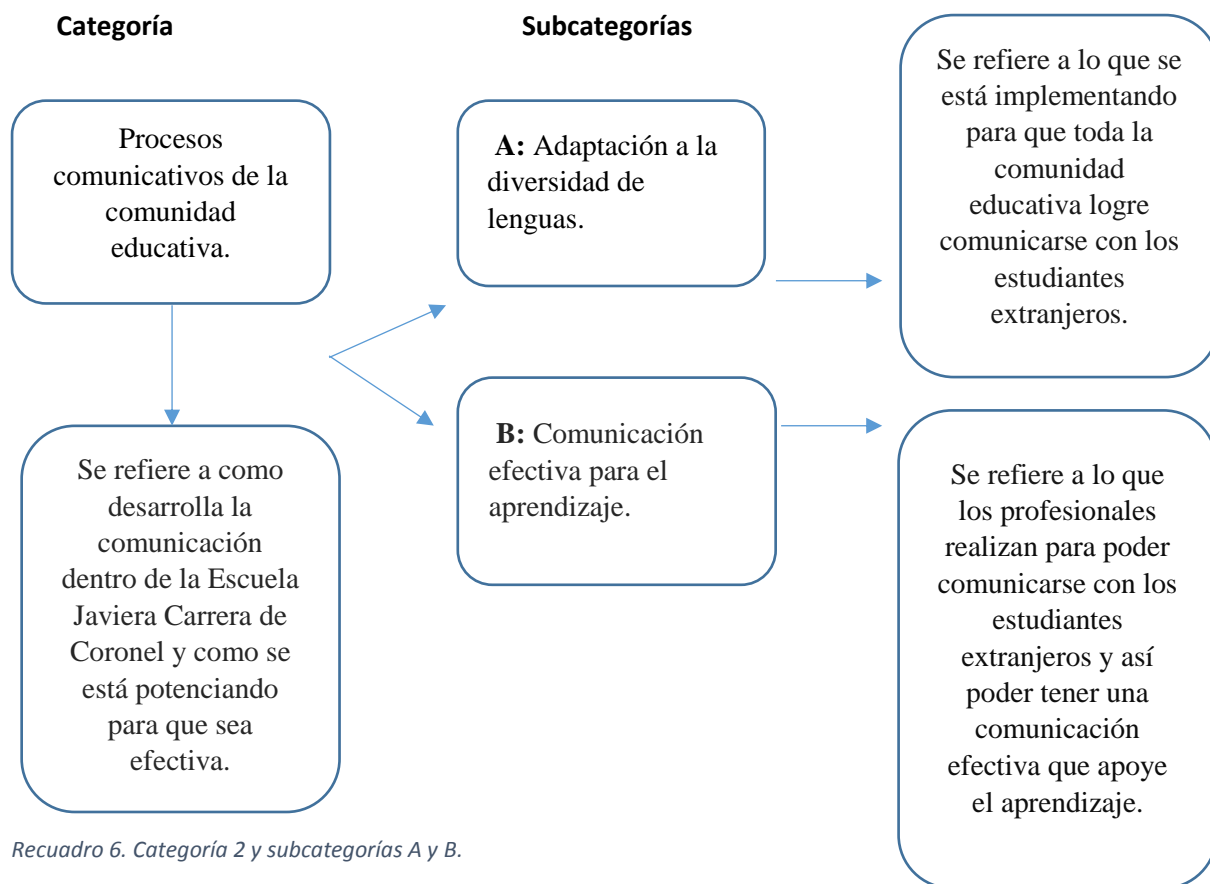 Categoría
Subcategorías
Procesos
comunicativos de la
comunidad
educativa.
Se refiere a como
desarrolla la
comunicación
dentro de la Escuela
Javiera Carrera de
Coronel y como se
está potenciando
para que sea
efectiva.
A: Adaptación a la
diversidad de
lenguas.
Se refiere a lo que se
está implementando
para que toda la
comunidad
educativa logre
comunicarse con los
estudiantes
extranjeros.
B: Comunicación
efectiva para el
aprendizaje.
Se refiere a lo que
los profesionales
realizan para poder
comunicarse con los
estudiantes
extranjeros y así
poder tener una
comunicación
efectiva que apoye
el aprendizaje.
Recuadro 6. Categoría 2 y subcategorías A y B.